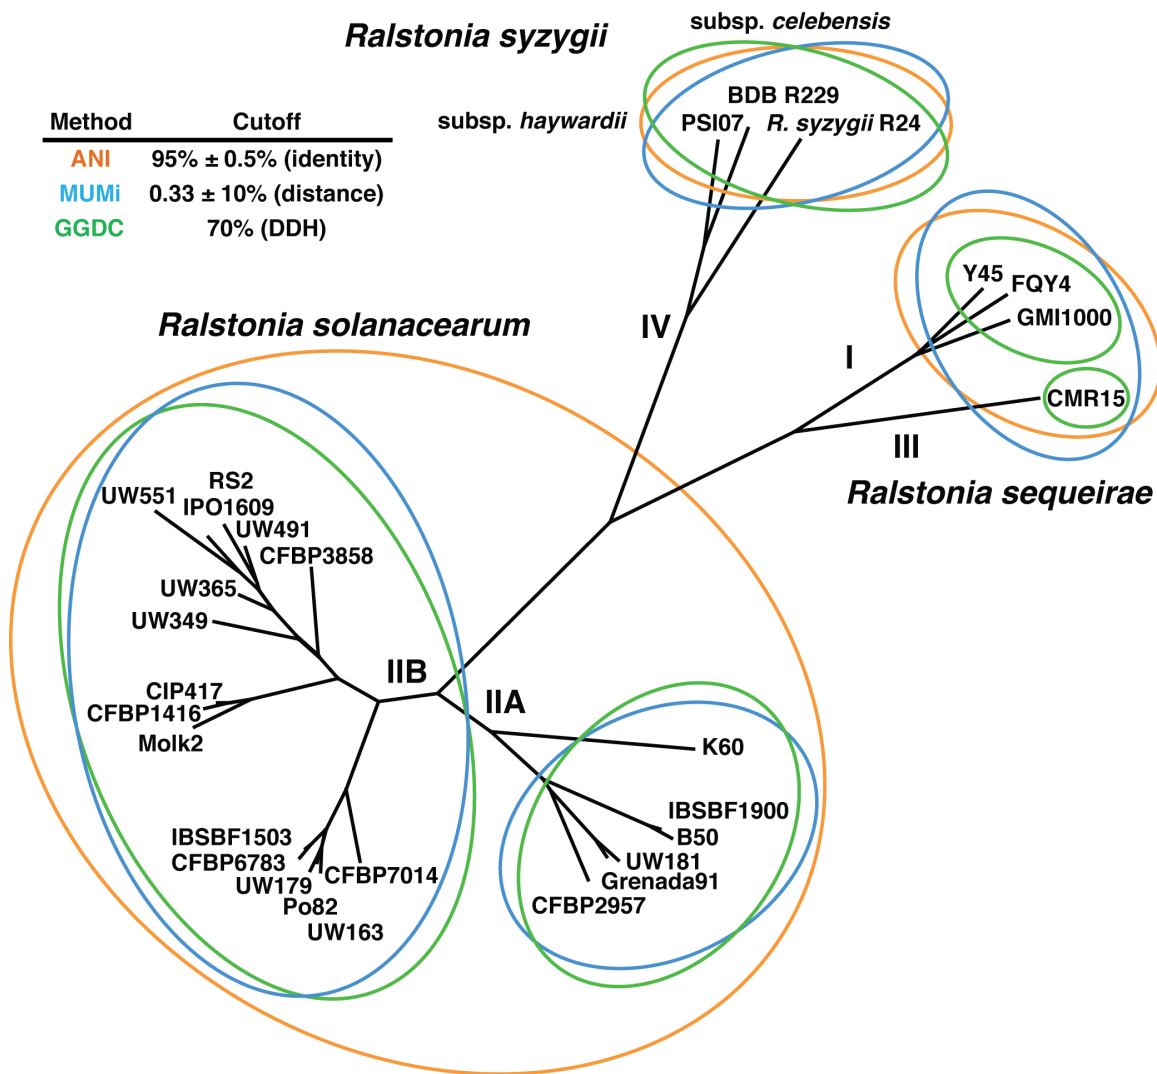 subsp. celebensis
Ralstonia syzygii
BDB R229
subsp. haywardii
PSI07
R. syzygii R24
Method Cutoff
ANI 95% ± 0.5% (identity)
MUMi 0.33 ± 10% (distance)
GGDC 70% (DDH)
Y45
FQY4
GMI1000
Ralstonia solanacearum
IV
I
CMR15
III
Ralstonia sequeirae
RS2
UW551
IPO1609
UW491
CFBP3858
UW365
UW349
IIB
CIP417
CFBP1416
Molk2
IIA
K60
IBSBF1900
B50
UW181
Grenada91
CFBP2957
IBSBF1503
CFBP6783
UW179
CFBP7014
Po82
UW163